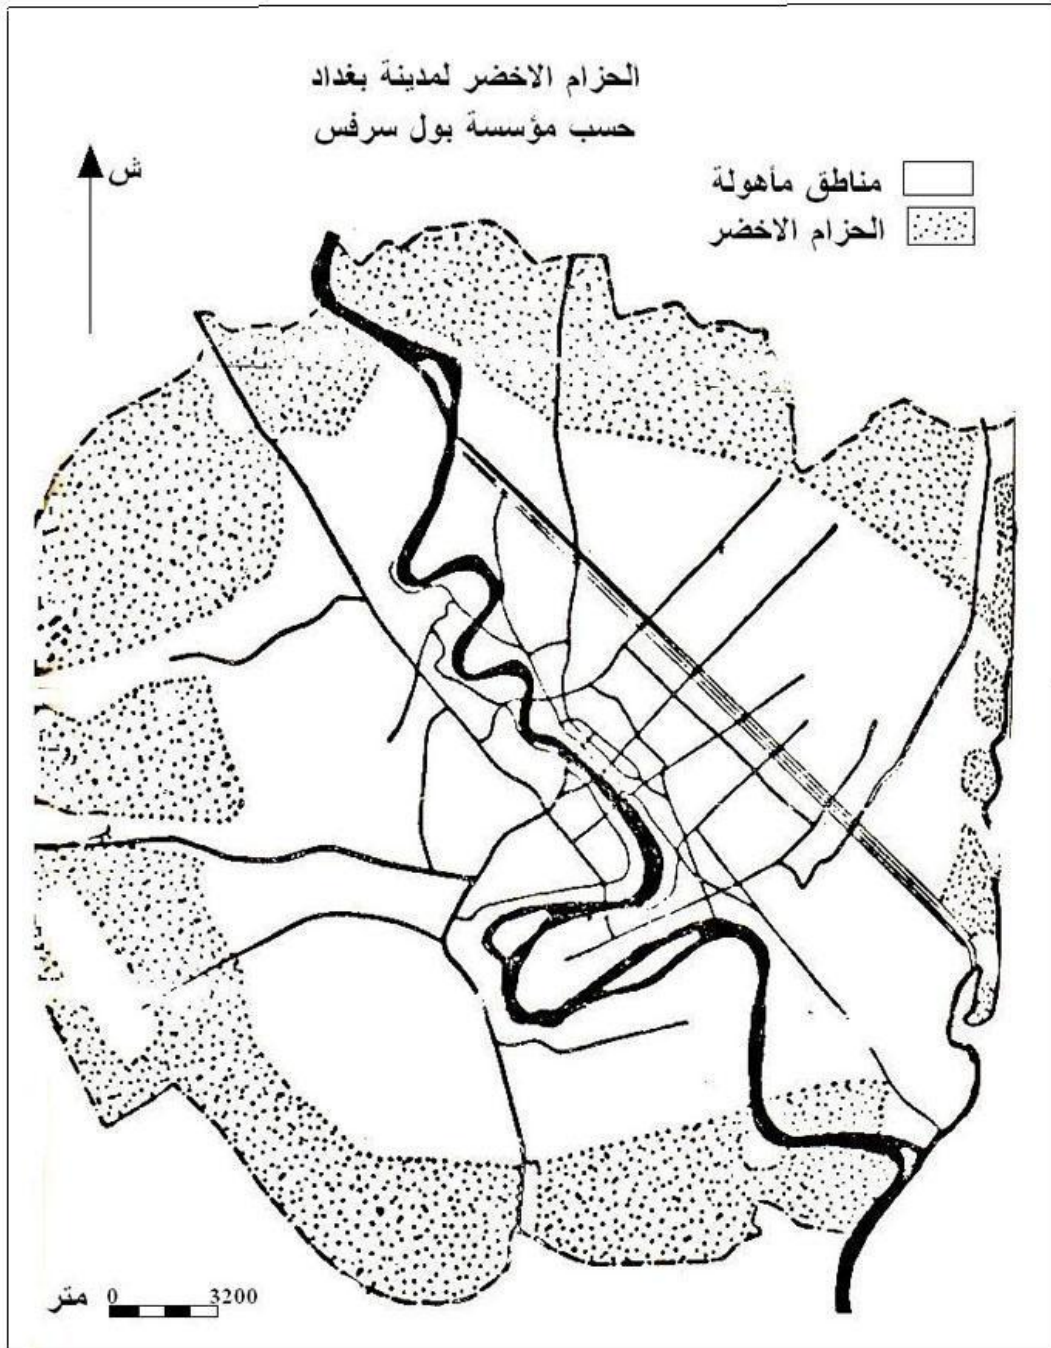 الحزام الاخضر لمدينة بغداد
حسب مؤسسة بول سرفس
ش
مناطق مأهولة
الحزام الاخضر
متر 0 3200